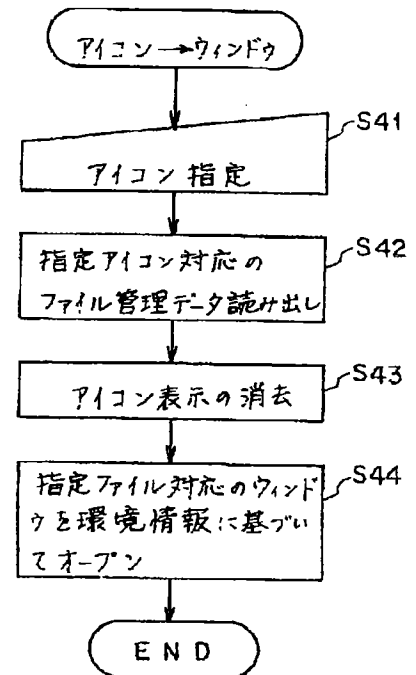 アイコン→ウィンドウ
S41
アイコン 指定
S42
指定アイコン対応の
ファイル管理データ読み出し
S43
アイコン表示の消去
S44
指定ファイル対応のウィンド
ウを環境情報に基づい
てオープン
END